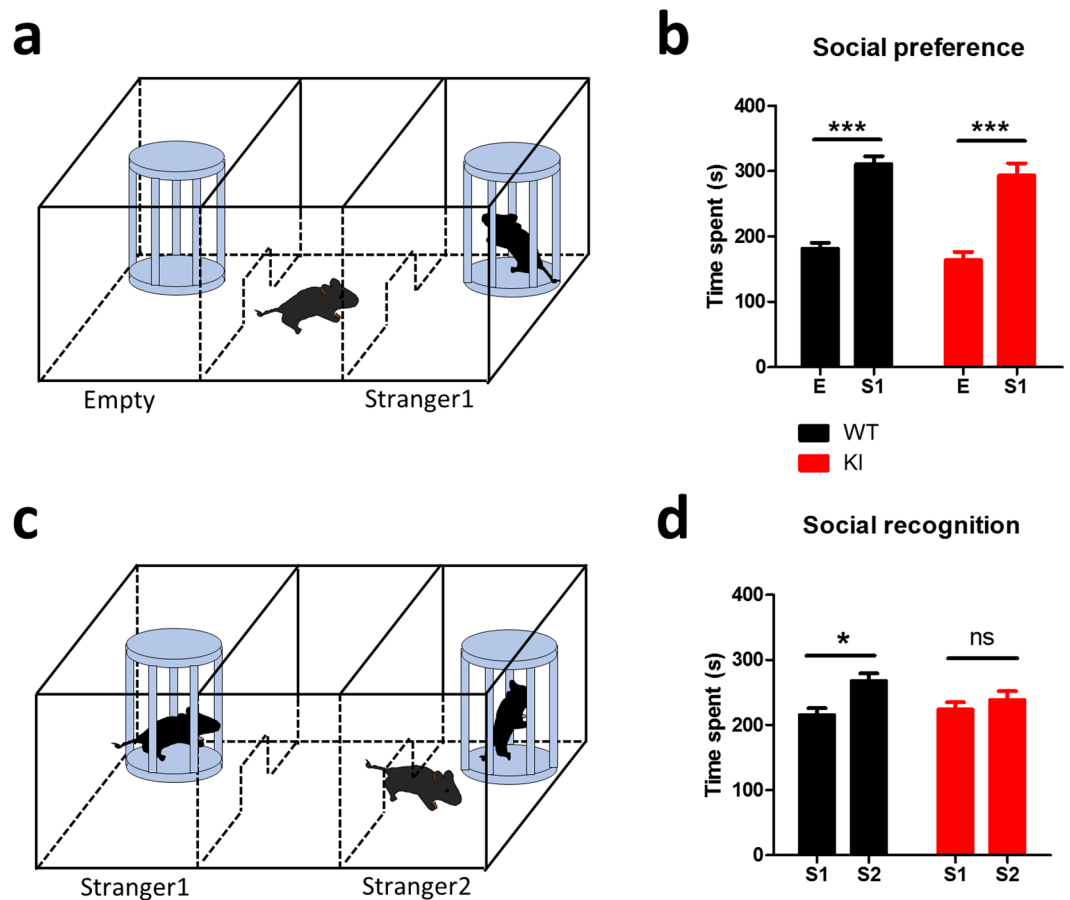 a
Empty
Stranger1
b
Social preference
Time spent (s)
400
300
200
100
0
***
***
E
S1
E
S1
WT
KI
c
Stranger1
Stranger2
d
Social recognition
Time spent (s)
400
300
200
100
0
*
ns
S1
S2
S1
S2